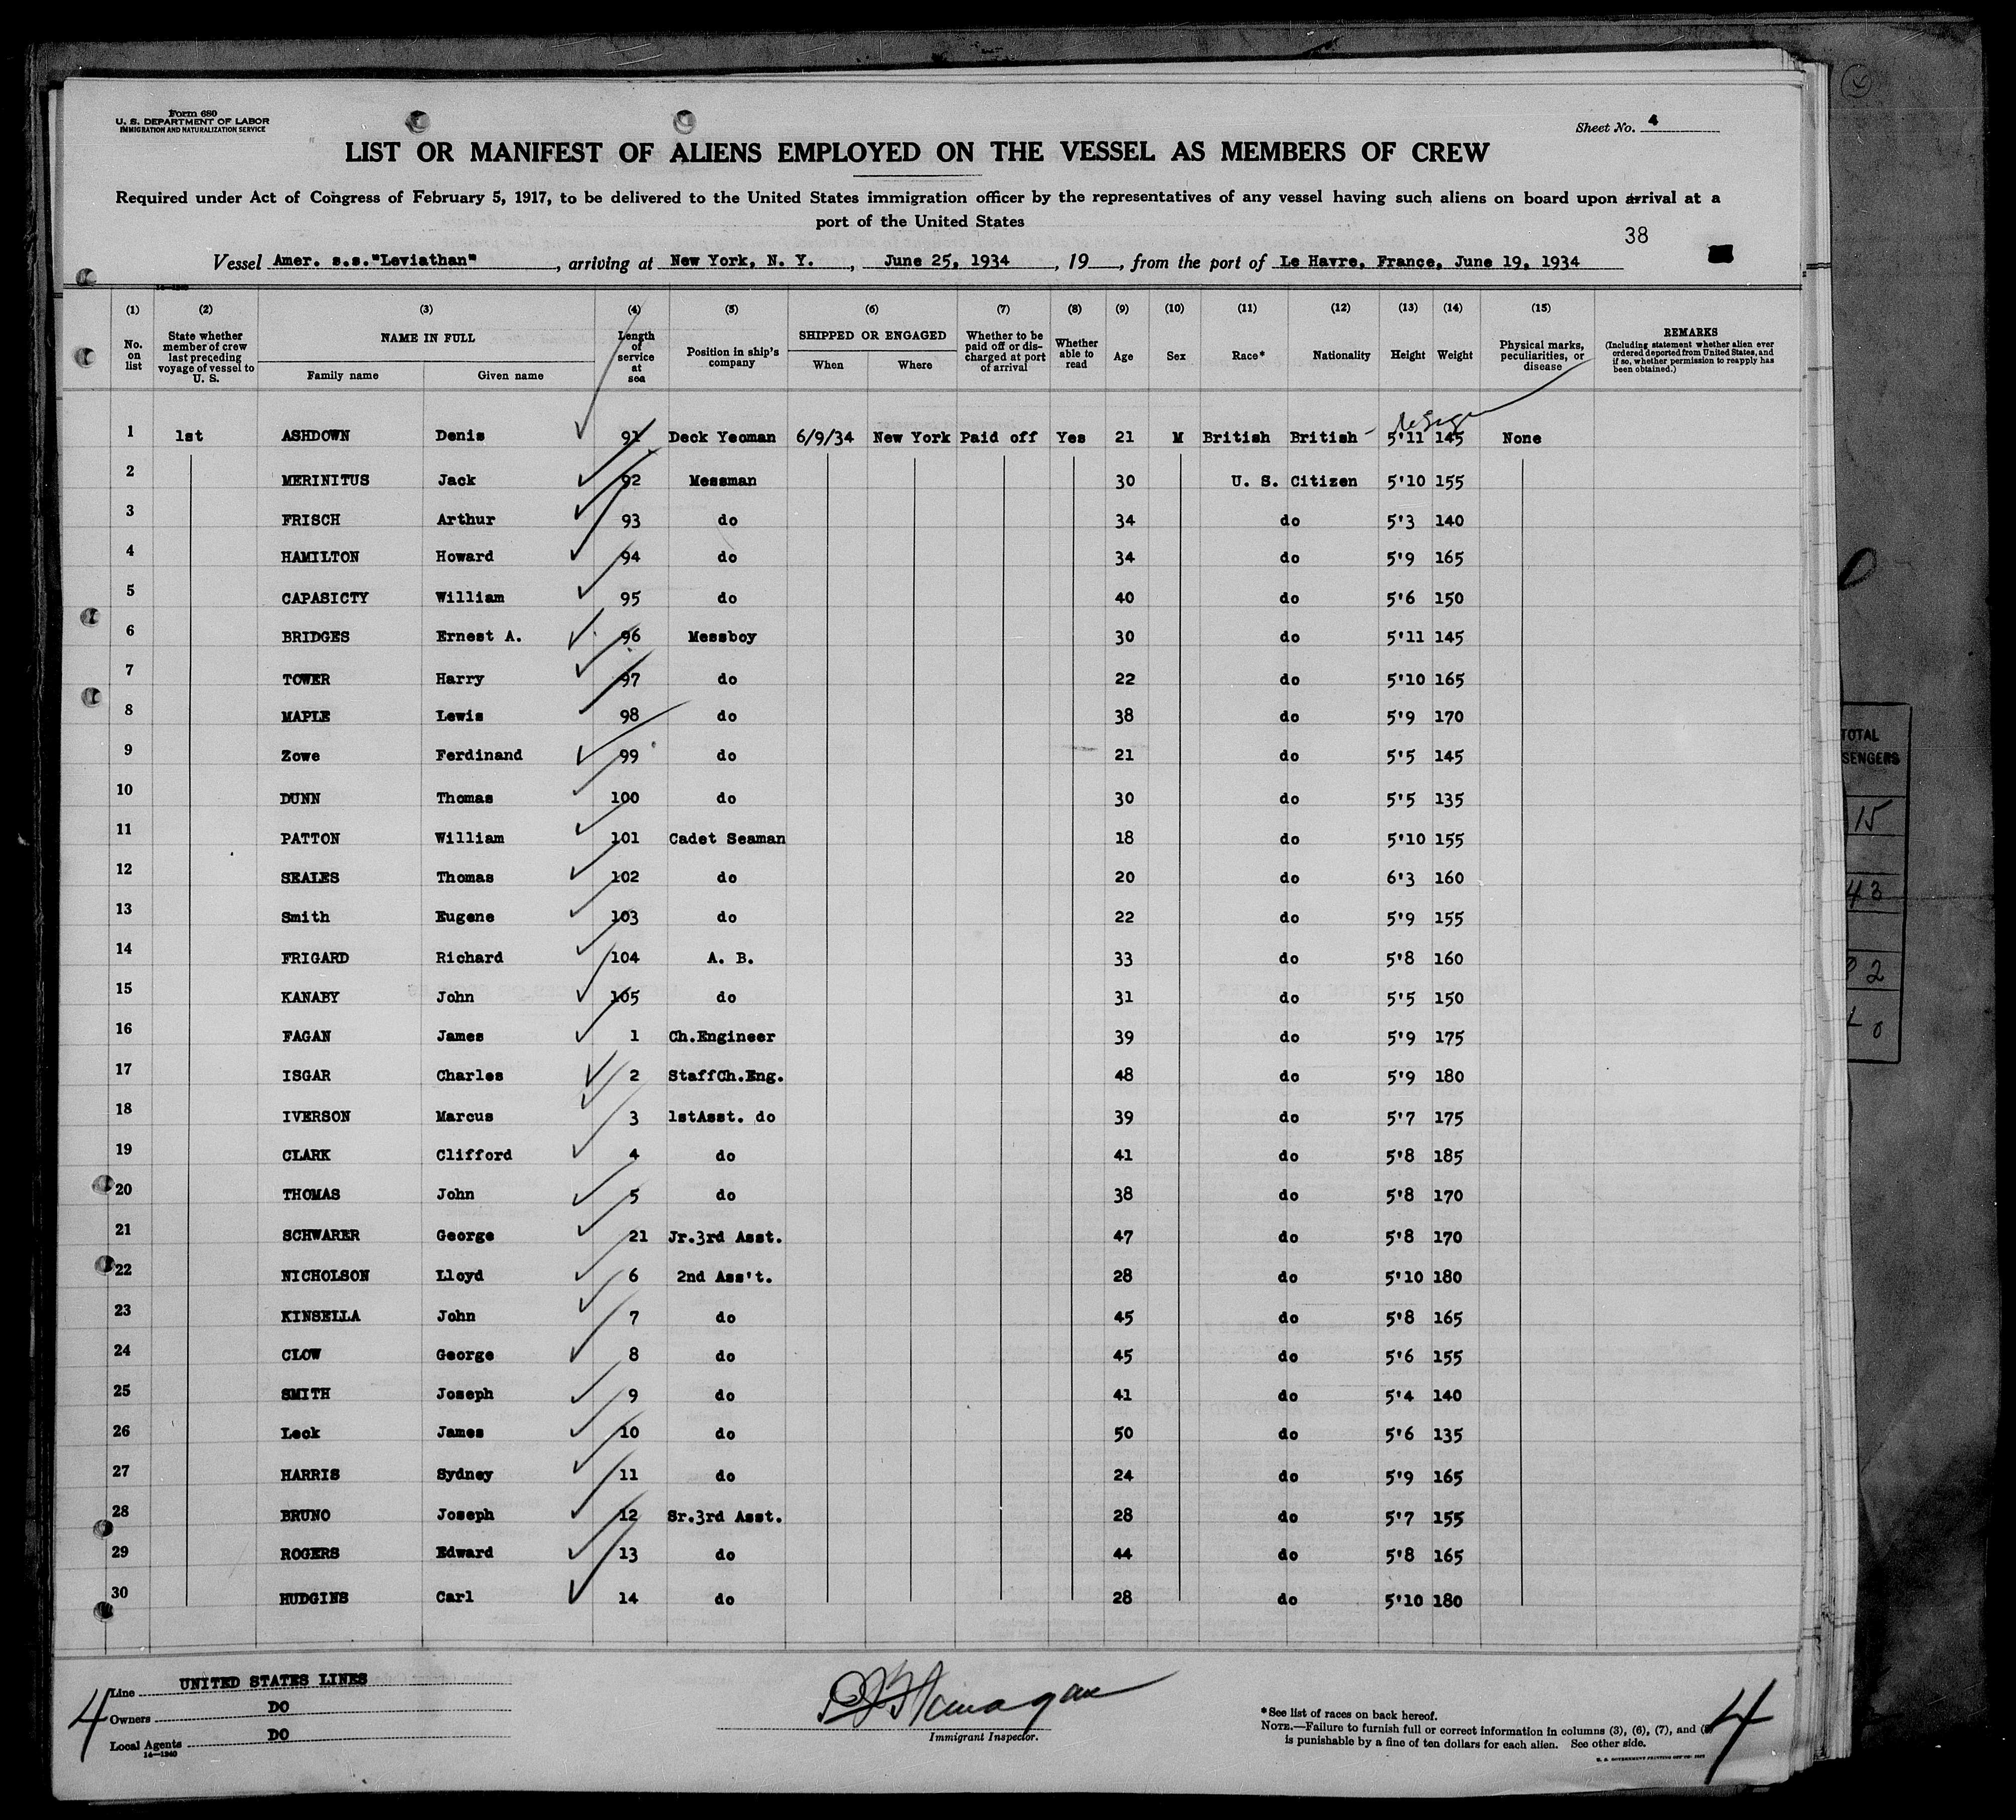 Form 680
U. S. DEPARTMENT OF LABOR
IMMIGRATION AND NATURALIZATION SERVICE
Sheet No. 4
LIST OR MANIFEST OF ALIENS EMPLOYED ON THE VESSEL AS MEMBERS OF CREW
Required under Act of Congress of February 5, 1917, to be delivered to the United States immigration officer by the representatives of any vessel having such aliens on board upon arrival at a
port of the United States
38
Vessel Amer. s.s."Leviathan", arriving at New York, N. Y., June 25, 1934, 19, from the port of Le Havre, France, June 19, 1934
(1) (2) (3) (4) (5) (6) (7) (8) (9) (10) (11) (12) (13) (14) (15)
No. on list
State whether member of crew last preceding voyage of vessel to U. S.
NAME IN FULL
Family name Given name
Length of service at sea
Position in ship's company
SHIPPED OR ENGAGED
When Where
Whether to be paid off or discharged at port of arrival
Whether able to read
Age Sex Race* Nationality Height Weight
Physical marks, peculiarities, or disease
REMARKS
(Including statement whether alien ever ordered deported from United States, and if so, whether permission to reapply has been obtained.)
1 1st ASHDOWN Denis 91 Deck Yeoman 6/9/34 New York Paid off Yes 21 M British British 5'11 145 None
2 MERINITUS Jack 92 Messman 30 U. S. Citizen 5'10 155
3 FRISCH Arthur 93 do 34 do 5'3 140
4 HAMILTON Howard 94 do 34 do 5'9 165
5 CAPASICTY William 95 do 40 do 5'6 150
6 BRIDGES Ernest A. 96 Messboy 30 do 5'11 145
7 TOWER Harry 97 do 22 do 5'10 165
8 MAPLE Lewis 98 do 38 do 5'9 170
9 Zowe Ferdinand 99 do 21 do 5'5 145
10 DUNN Thomas 100 do 30 do 5'5 135
11 PATTON William 101 Cadet Seaman 18 do 5'10 155
12 SEALES Thomas 102 do 20 do 6'3 160
13 Smith Eugene 103 do 22 do 5'9 155
14 FRIGARD Richard 104 A. B. 33 do 5'8 160
15 KANABY John 105 do 31 do 5'5 150
16 FAGAN James 1 Ch.Engineer 39 do 5'9 175
17 ISGAR Charles 2 StaffCh.Eng. 48 do 5'9 180
18 IVERSON Marcus 3 1stAsst. do 39 do 5'7 175
19 CLARK Clifford 4 do 41 do 5'8 185
20 THOMAS John 5 do 38 do 5'8 170
21 SCHWARER George 21 Jr.3rd Asst. 47 do 5'8 170
22 NICHOLSON Lloyd 6 2nd Ass't. 28 do 5'10 180
23 KINSELLA John 7 do 45 do 5'8 165
24 CLOW George 8 do 45 do 5'6 155
25 SMITH Joseph 9 do 41 do 5'4 140
26 Leck James 10 do 50 do 5'6 135
27 HARRIS Sydney 11 do 24 do 5'9 165
28 BRUNO Joseph 12 Sr.3rd Asst. 28 do 5'7 155
29 ROGERS Edward 13 do 44 do 5'8 165
30 HUDGINS Carl 14 do 28 do 5'10 180
4
Line UNITED STATES LINES
Owners DO
Local Agents DO
14—1240
Immigrant Inspector.
*See list of races on back hereof.
NOTE.—Failure to furnish full or correct information in columns (3), (6), (7), and
is punishable by a fine of ten dollars for each alien. See other side.
4
TOTAL
SENGERS
15
43
2